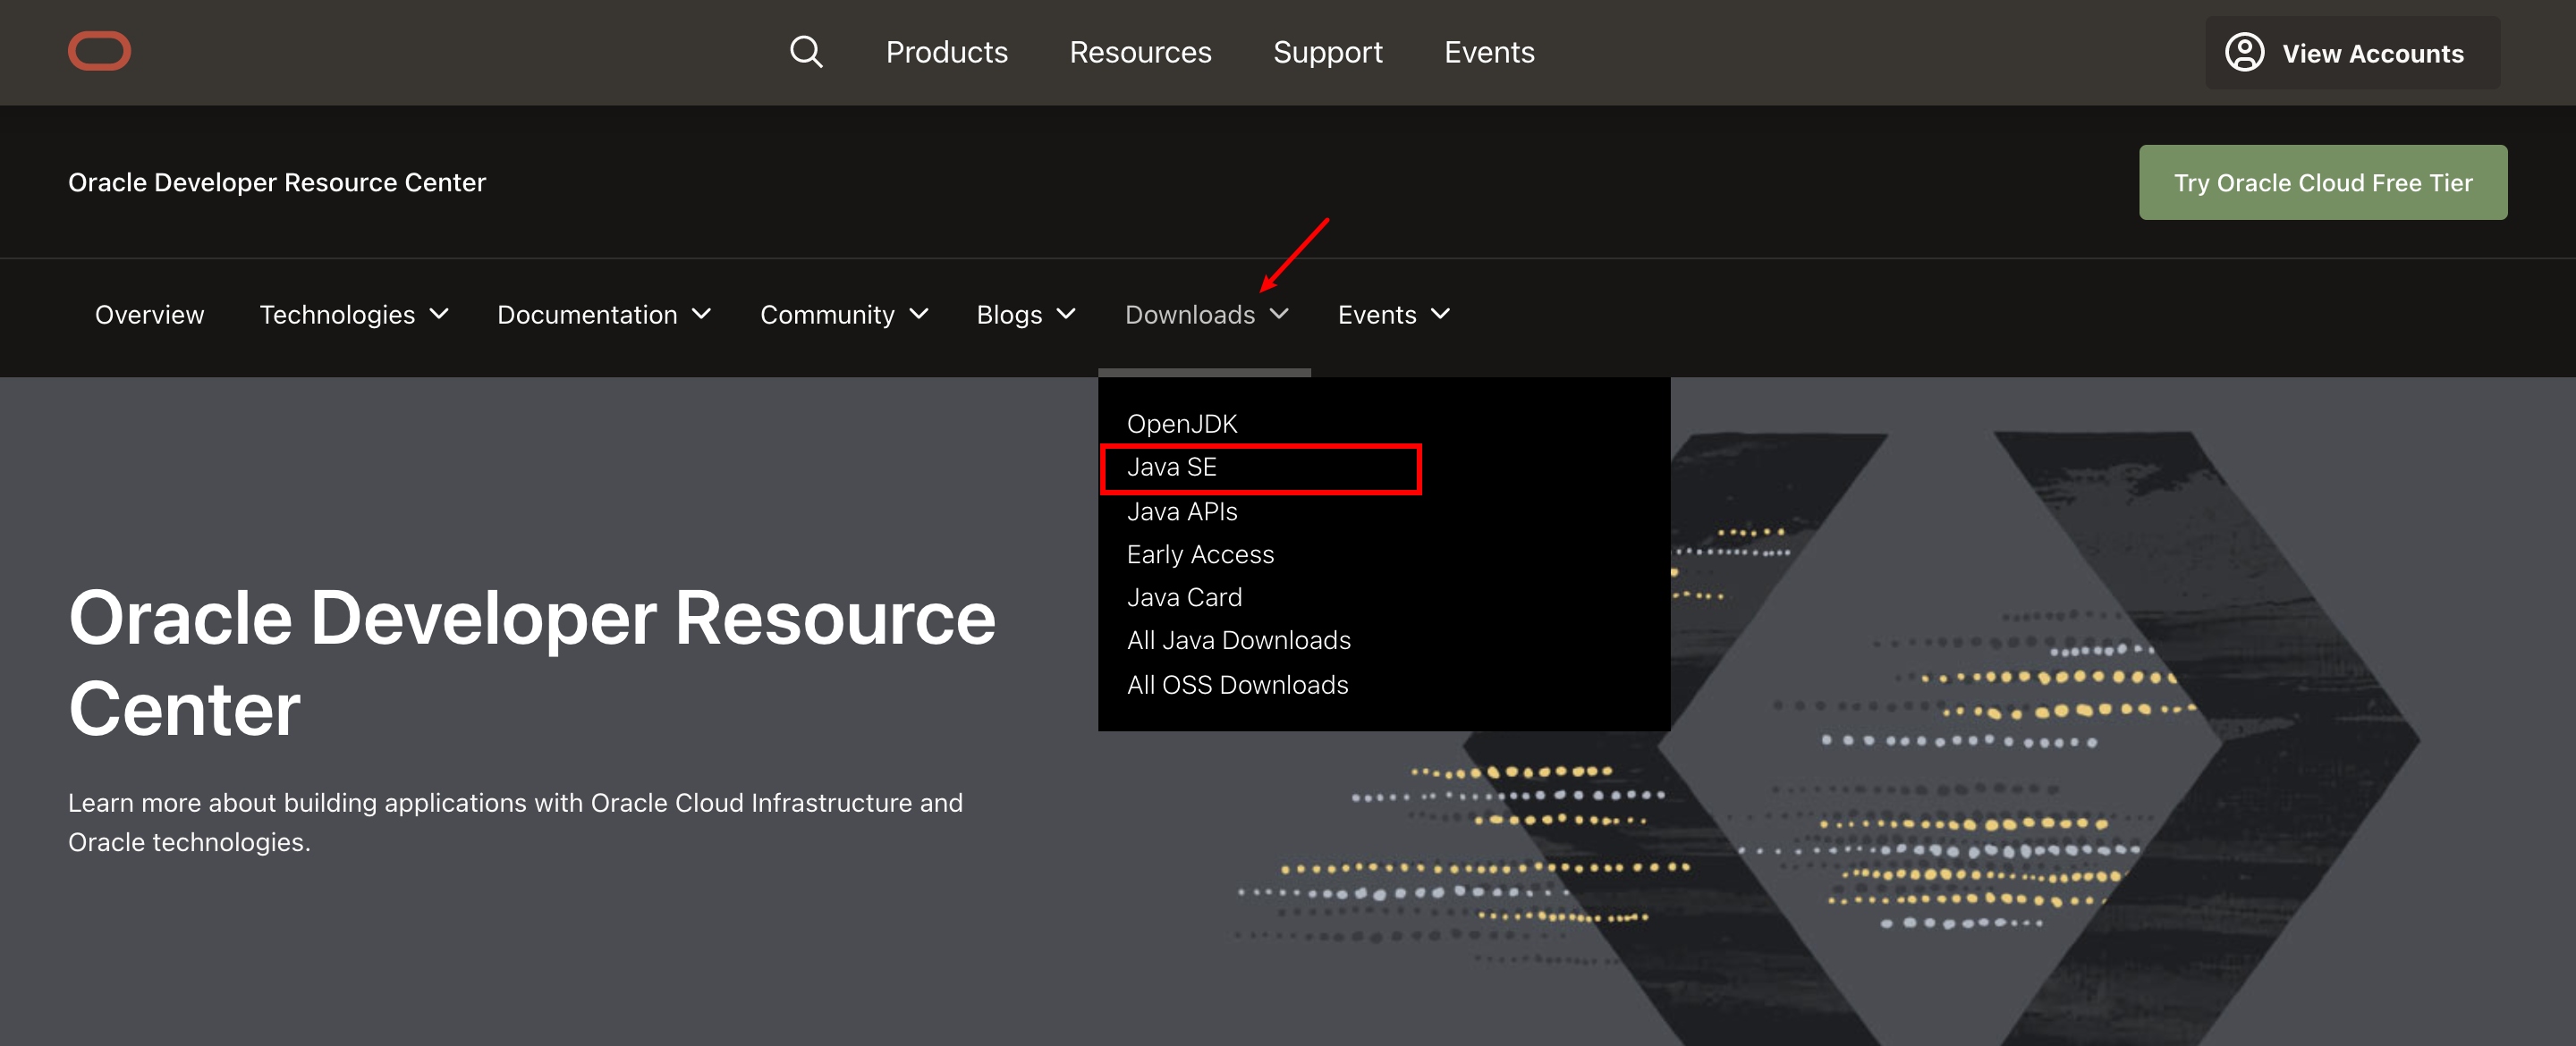 Products Resources Support Events View Accounts
Oracle Developer Resource Center
Try Oracle Cloud Free Tier
Overview Technologies Documentation Community Blogs Downloads Events
OpenJDK
Java SE
Java APIs
Early Access
Java Card
All Java Downloads
All OSS Downloads
Oracle Developer Resource
Center
Learn more about building applications with Oracle Cloud Infrastructure and
Oracle technologies.